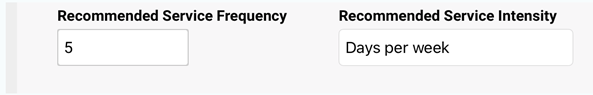 Recommended Service Frequency Recommended Service Intensity
5 Days per week